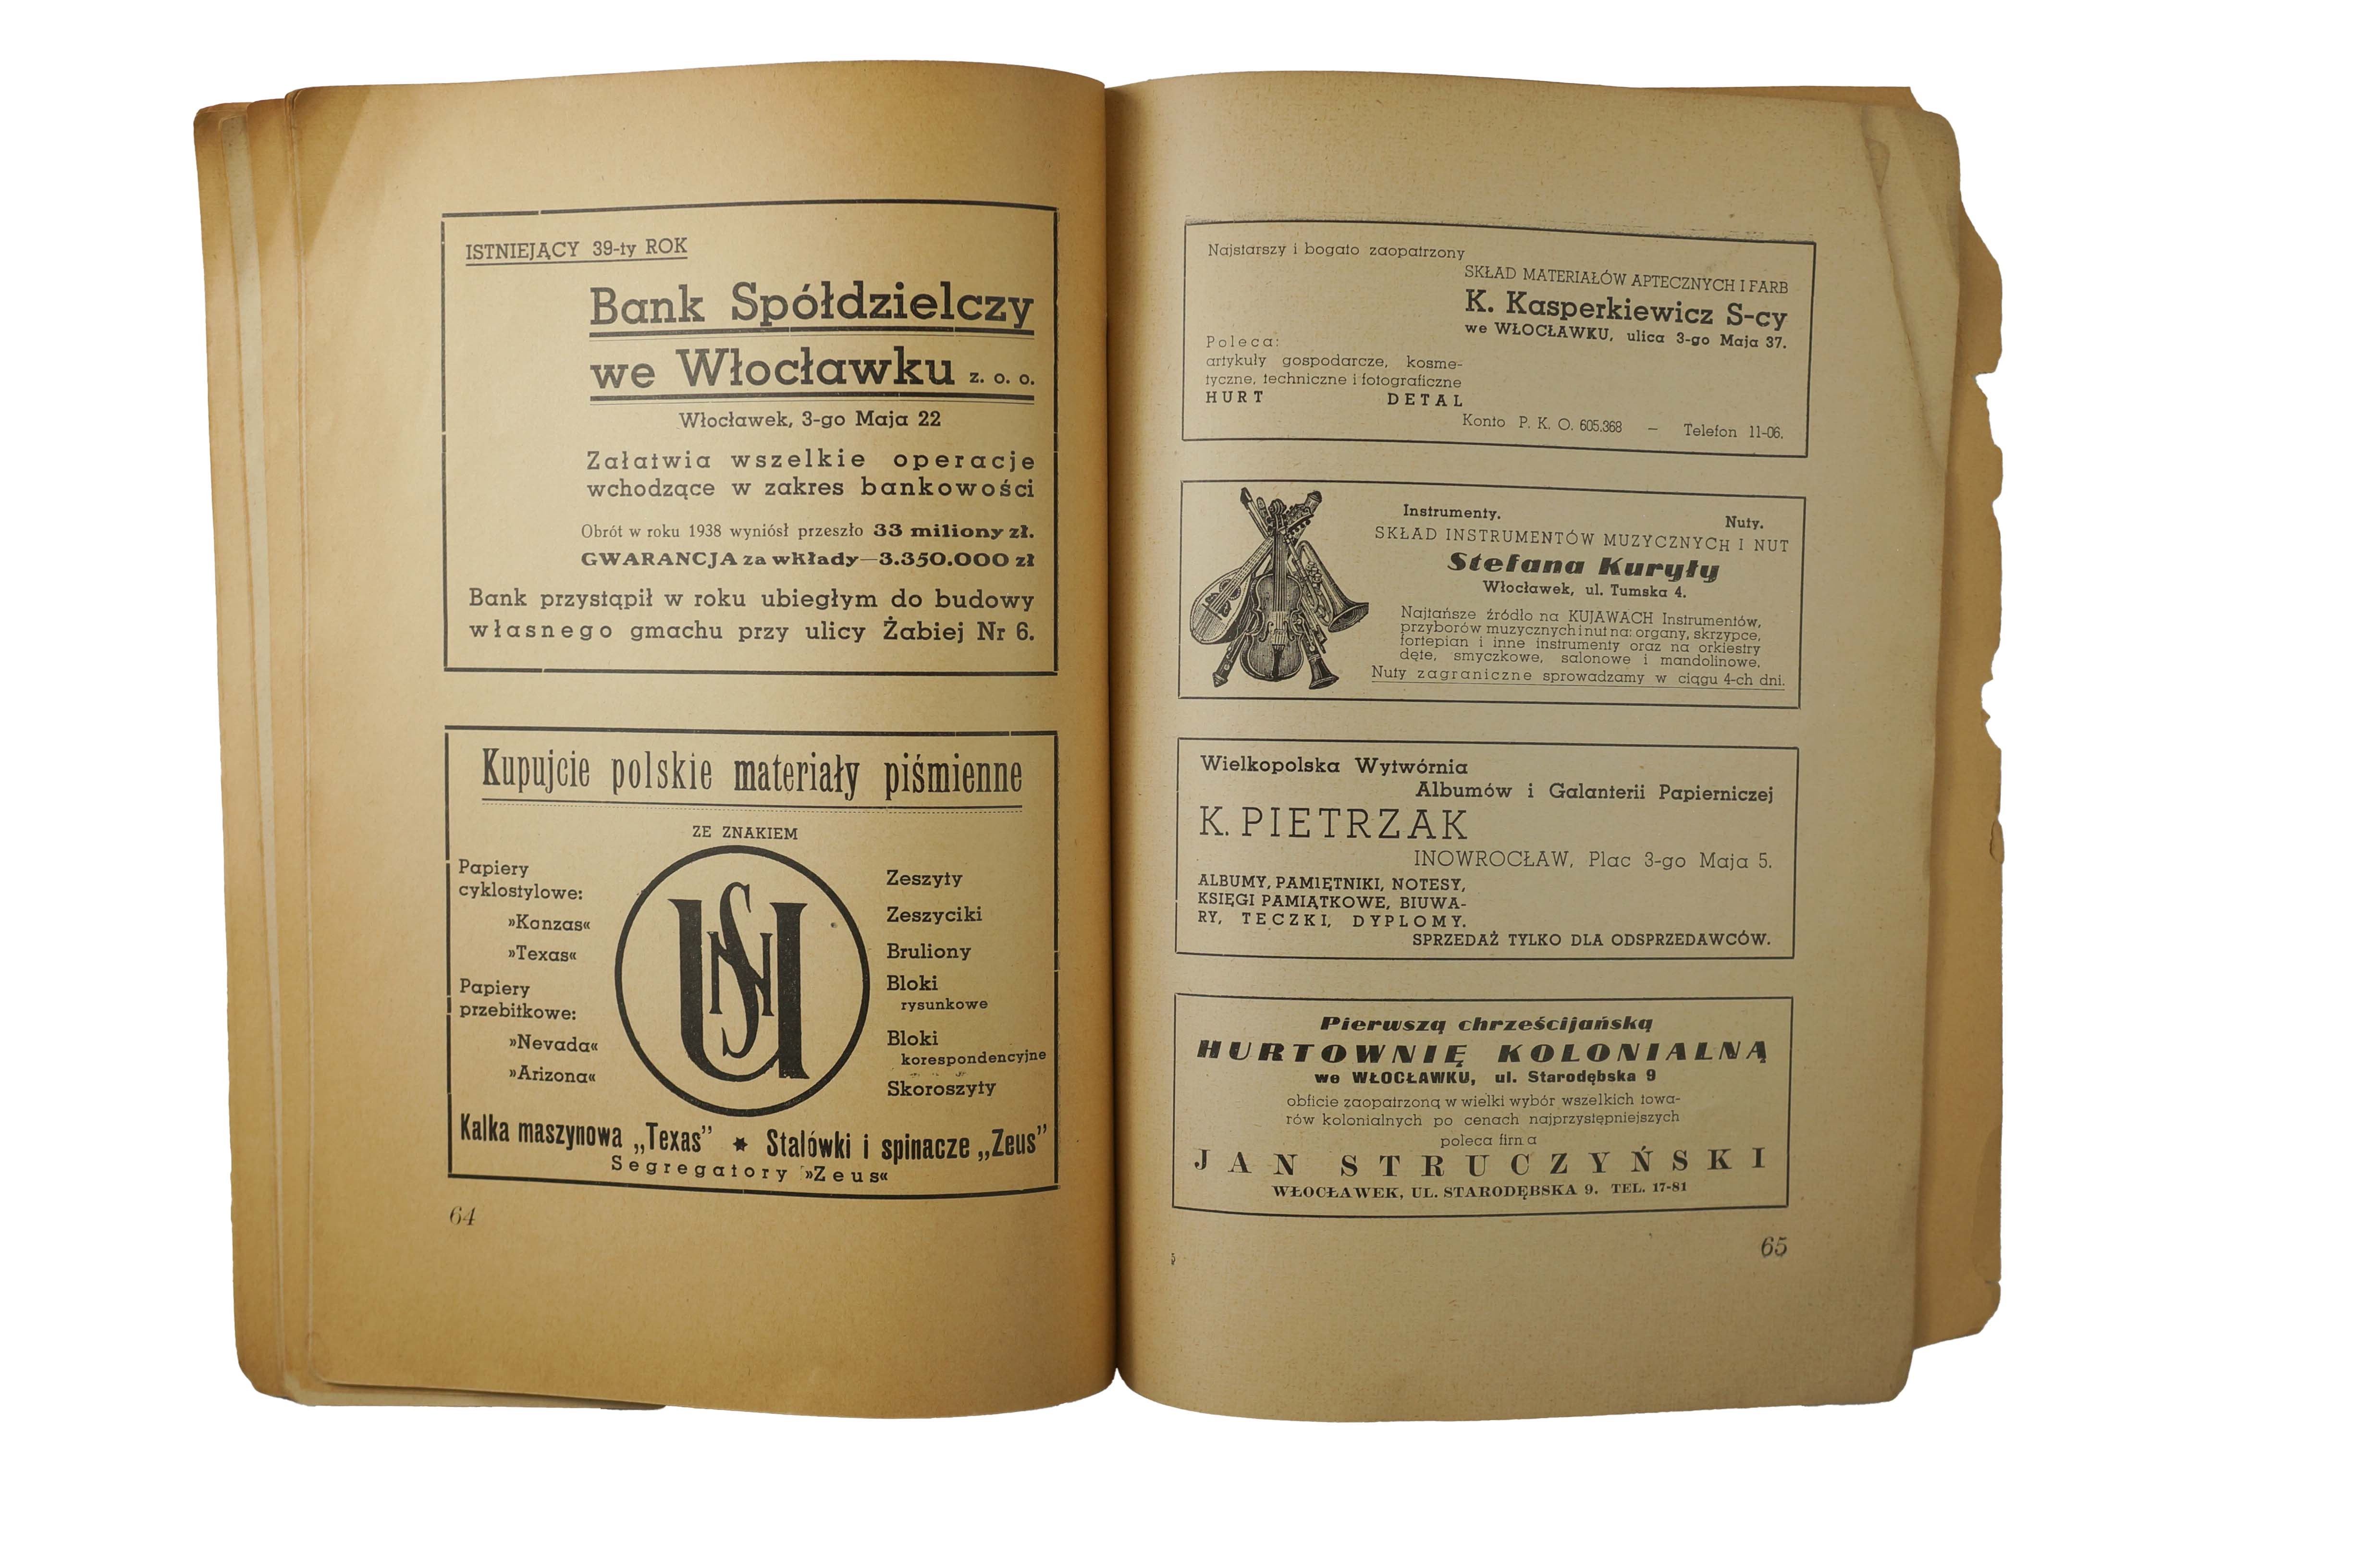 ISTNIEJĄCY 39-ty ROK
Bank Spółdzielczy
we Włocławku z. o. o.
Włocławek, 3-go Maja 22
Załatwia wszelkie operacje
wchodzące w zakres bankowości
Obrót w roku 1938 wyniósł przeszło 33 miliony zł.
GWARANCJA za wkłady—3.350.000 zł
Bank przystąpił w roku ubiegłym do budowy
własnego gmachu przy ulicy Żabiej Nr 6.
Kupujcie polskie materiały piśmienne
ZE ZNAKIEM
Papiery
cyklostylowe:
»Kanzas«
»Texas«
Papiery
przebitkowe:
»Nevada«
»Arizona«
USN
Zeszyty
Zeszyciki
Bruliony
Bloki
rysunkowe
Bloki
korespondencyjne
Skoroszyty
Kalka maszynowa „Texas” ★ Stalówki i spinacze „Zeus”
Segregatory »Zeus«
64
Najstarszy i bogato zaopatrzony
SKŁAD MATERIAŁÓW APTECZNYCH I FARB
K. Kasperkiewicz S-cy
we WŁOCŁAWKU, ulica 3-go Maja 37.
Poleca:
artykuły gospodarcze, kosme-
tyczne, techniczne i fotograficzne
HURT DETAL
Konto P. K. O. 605.368 — Telefon 11-06.
Instrumenty. Nuty.
SKŁAD INSTRUMENTÓW MUZYCZNYCH I NUT
Stefana Kuryły
Włocławek, ul. Tumska 4.
Najtańsze źródło na KUJAWACH Instrumentów,
przyborów muzycznych i nut na: organy, skrzypce,
fortepian i inne instrumenty oraz na orkiestry
dęte, smyczkowe, salonowe i mandolinowe.
Nuty zagraniczne sprowadzamy w ciągu 4-ch dni.
Wielkopolska Wytwórnia
Albumów i Galanterii Papierniczej
K. PIETRZAK
INOWROCŁAW, Plac 3-go Maja 5.
ALBUMY, PAMIĘTNIKI, NOTESY,
KSIĘGI PAMIĄTKOWE, BIUWA-
RY, TECZKI, DYPLOMY.
SPRZEDAŻ TYLKO DLA ODSPRZEDAWCÓW.
Pierwszą chrześcijańską
HURTOWNIĘ KOLONIALNĄ
we WŁOCŁAWKU, ul. Starodębska 9
obficie zaopatrzoną w wielki wybór wszelkich towa-
rów kolonialnych po cenach najprzystępniejszych
poleca firma
JAN STRUCZYŃSKI
WŁOCŁAWEK, UL. STARODĘBSKA 9. TEL. 17-81
5
65